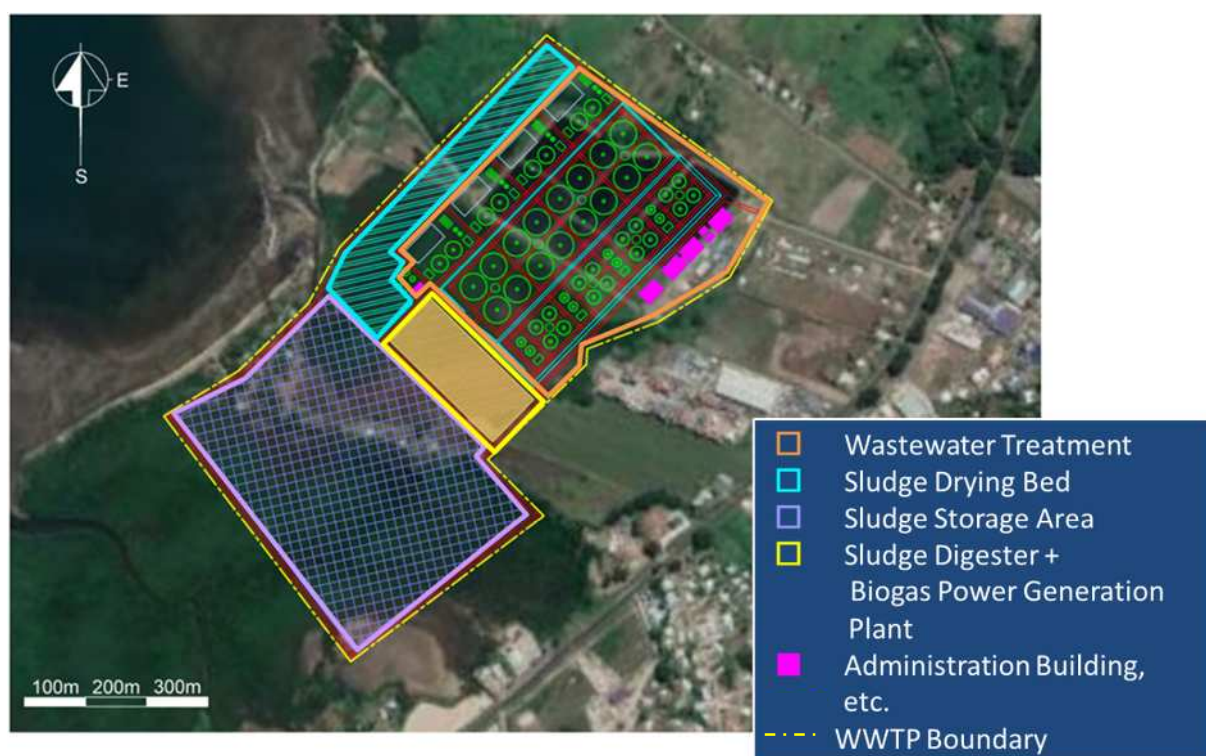 E
S
100m 200m 300m
Wastewater Treatment
Sludge Drying Bed
Sludge Storage Area
Sludge Digester +
Biogas Power Generation
Plant
Administration Building,
etc.
WWTP Boundary